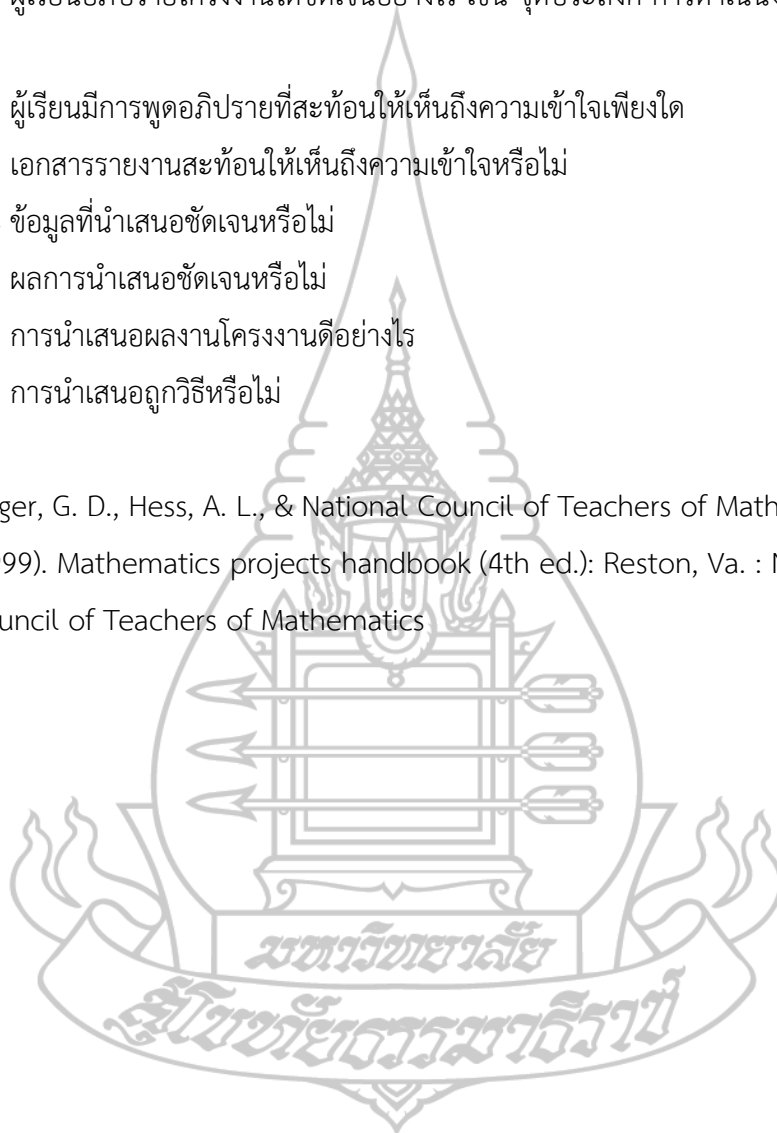 ผู้เรียนมีการพูดอภิปรายที่สะท้อนให้เห็นถึงความเข้าใจเพียงใด
เอกสารรายงานสะท้อนให้เห็นถึงความเข้าใจหรือไม่
ข้อมูลที่นำเสนอชัดเจนหรือไม่
ผลการนำเสนอชัดเจนหรือไม่
การนำเสนอผลงานโครงงานดีอย่างไร
การนำเสนอถูกวิธีหรือไม่
ger, G. D., Hess, A. L., & National Council of Teachers of Math
99). Mathematics projects handbook (4th ed.): Reston, Va. : N
uncil of Teachers of Mathematics
มหาวิทยาลัย
สุโขทัยธรรมาธิราช